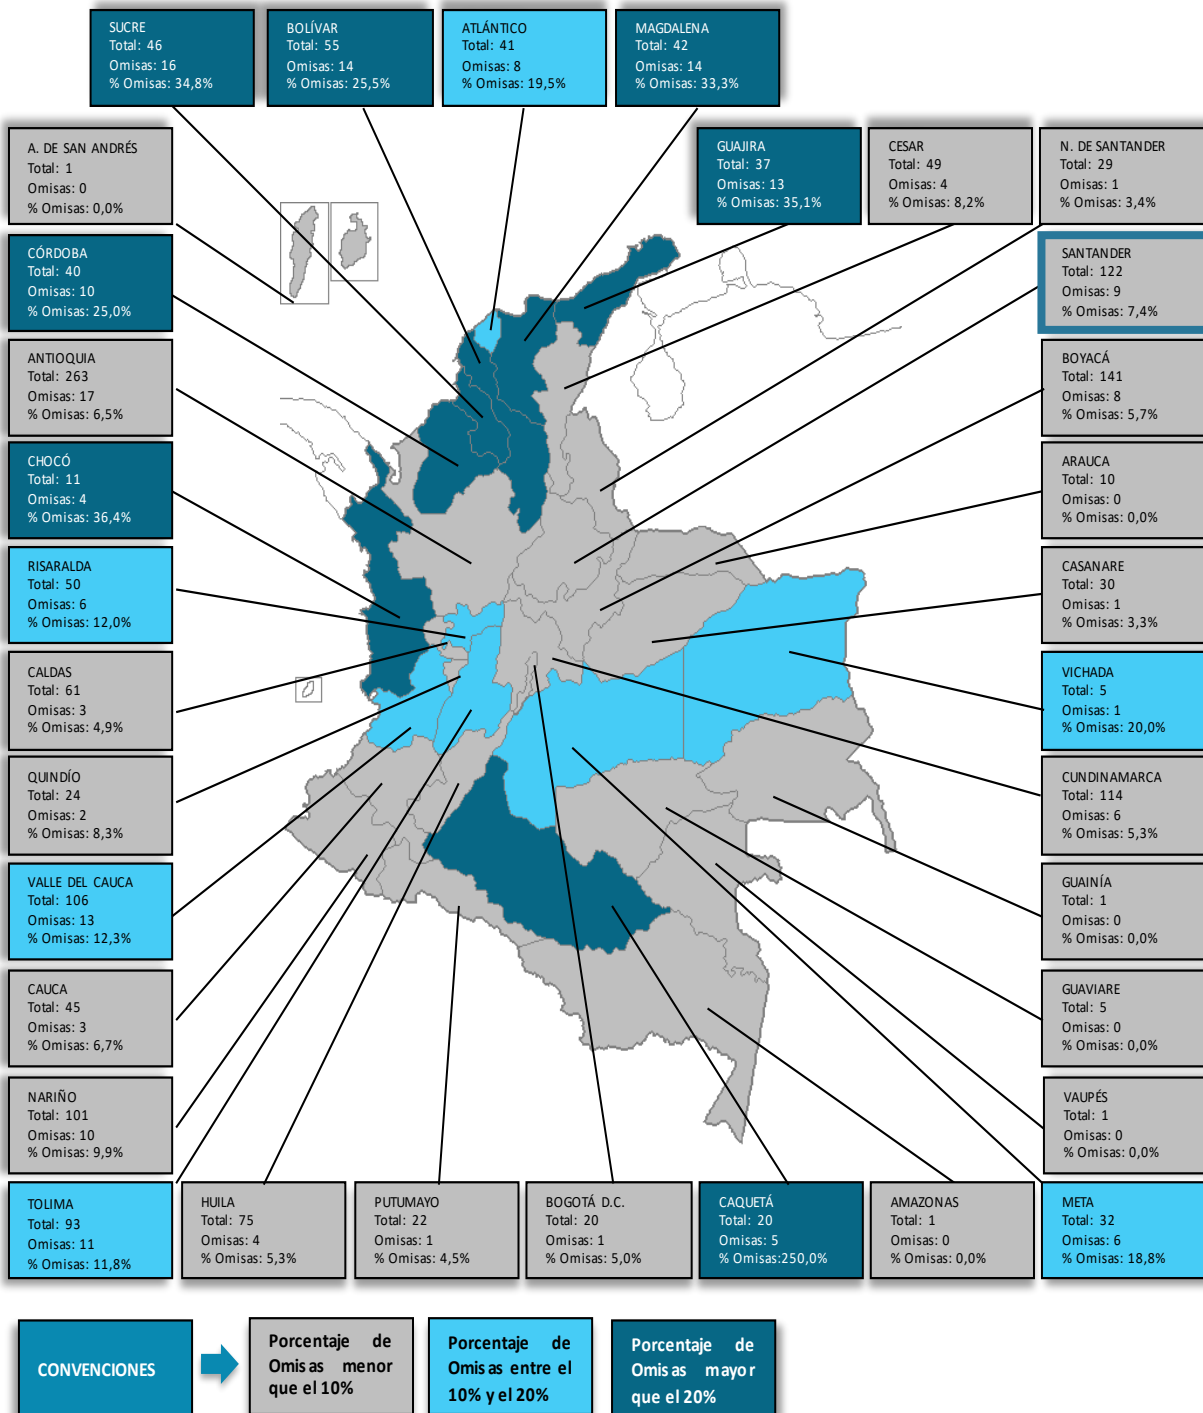 SUCRE
Total: 46
Omisas: 16
% Omisas: 34,8%
BOLÍVAR
Total: 55
Omisas: 14
% Omisas: 25,5%
ATLÁNTICO
Total: 41
Omisas: 8
% Omisas: 19,5%
MAGDALENA
Total: 42
Omisas: 14
% Omisas: 33,3%
A. DE SAN ANDRÉS
Total: 1
Omisas: 0
% Omisas: 0,0%
GUAJIRA
Total: 37
Omisas: 13
% Omisas: 35,1%
CESAR
Total: 49
Omisas: 4
% Omisas: 8,2%
N. DE SANTANDER
Total: 29
Omisas: 1
% Omisas: 3,4%
CÓRDOBA
Total: 40
Omisas: 10
% Omisas: 25,0%
SANTANDER
Total: 122
Omisas: 9
% Omisas: 7,4%
ANTIOQUIA
Total: 263
Omisas: 17
% Omisas: 6,5%
BOYACÁ
Total: 141
Omisas: 8
% Omisas: 5,7%
CHOCÓ
Total: 11
Omisas: 4
% Omisas: 36,4%
ARAUCA
Total: 10
Omisas: 0
% Omisas: 0,0%
RISARALDA
Total: 50
Omisas: 6
% Omisas: 12,0%
CASANARE
Total: 30
Omisas: 1
% Omisas: 3,3%
CALDAS
Total: 61
Omisas: 3
% Omisas: 4,9%
VICHADA
Total: 5
Omisas: 1
% Omisas: 20,0%
QUINDÍO
Total: 24
Omisas: 2
% Omisas: 8,3%
CUNDINAMARCA
Total: 114
Omisas: 6
% Omisas: 5,3%
VALLE DEL CAUCA
Total: 106
Omisas: 13
% Omisas: 12,3%
GUAINÍA
Total: 1
Omisas: 0
% Omisas: 0,0%
CAUCA
Total: 45
Omisas: 3
% Omisas: 6,7%
GUAVIARE
Total: 5
Omisas: 0
% Omisas: 0,0%
NARIÑO
Total: 101
Omisas: 10
% Omisas: 9,9%
VAUPÉS
Total: 1
Omisas: 0
% Omisas: 0,0%
TOLIMA
Total: 93
Omisas: 11
% Omisas: 11,8%
HUILA
Total: 75
Omisas: 4
% Omisas: 5,3%
PUTUMAYO
Total: 22
Omisas: 1
% Omisas: 4,5%
BOGOTÁ D.C.
Total: 20
Omisas: 1
% Omisas: 5,0%
CAQUETÁ
Total: 20
Omisas: 5
% Omisas:250,0%
AMAZONAS
Total: 1
Omisas: 0
% Omisas: 0,0%
META
Total: 32
Omisas: 6
% Omisas: 18,8%
CONVENCIONES
Porcentaje de
Omisas menor
que el 10%
Porcentaje de
Omisas entre el
10% y el 20%
Porcentaje de
Omisas mayor
que el 20%